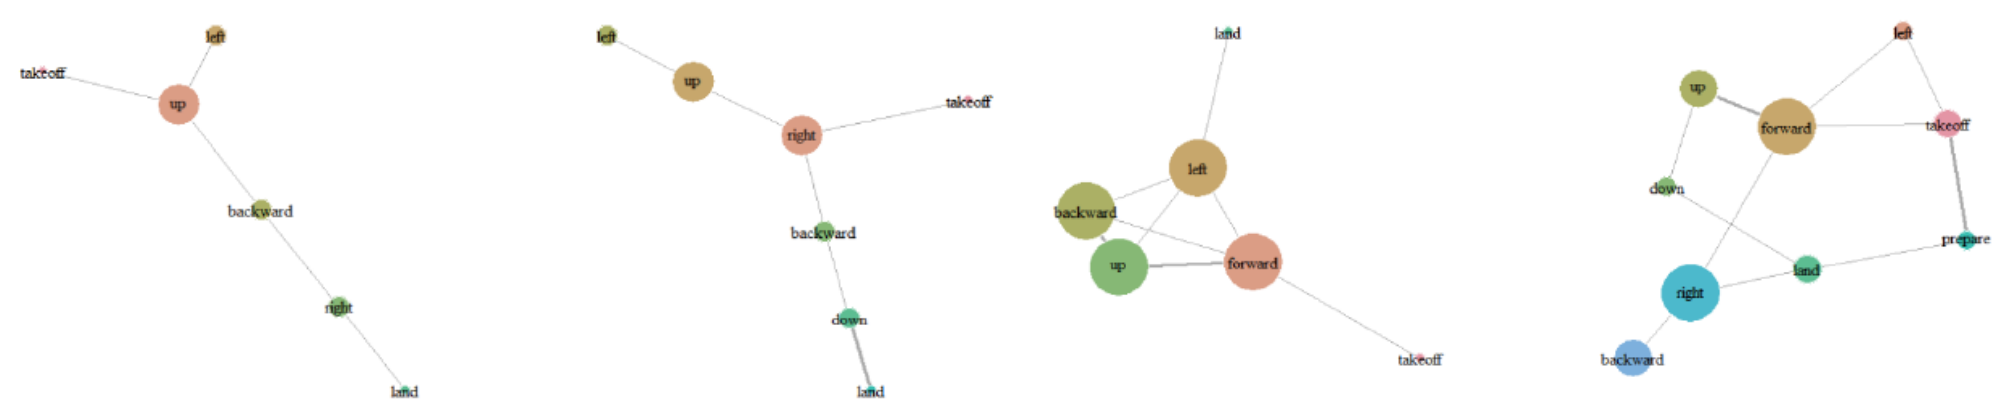 left
takeoff
up
backward
right
land
left
up
takeoff
right
backward
down
land
land
left
backward
up
forward
takeoff
left
up
forward
takeoff
down
prepare
land
right
backward